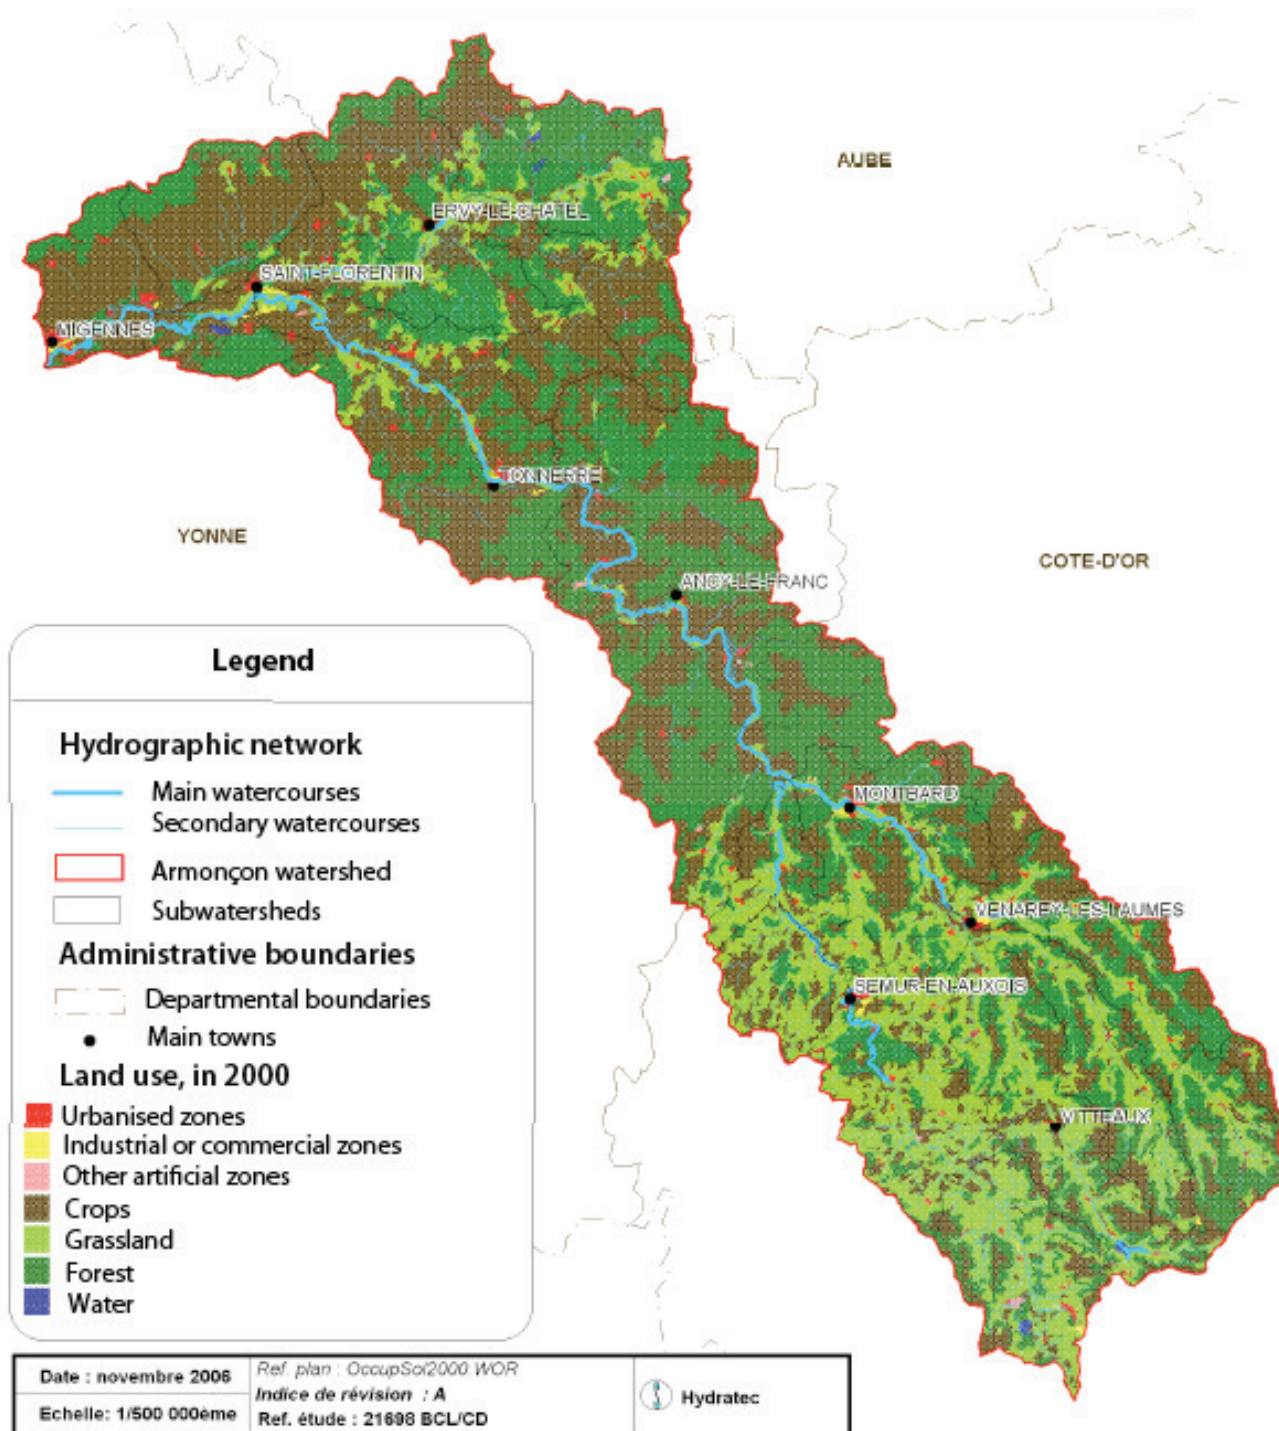 AUBE
ERVY-LE-CHATEL
SAINT-FLORENTIN
MIGENNES
TONNERRE
YONNE
COTE-D'OR
ANCY-LE-FRANC
MONTBARD
VENAREY-LES-LAUMES
SEMUR-EN-AUXOIS
VITTEAUX
Legend
Hydrographic network
Main watercourses
Secondary watercourses
Armonçon watershed
Subwatersheds
Administrative boundaries
Departmental boundaries
Main towns
Land use, in 2000
Urbanised zones
Industrial or commercial zones
Other artificial zones
Crops
Grassland
Forest
Water
Date : novembre 2006
Echelle: 1/500 000ème
Ref. plan : OccupSol2000.WOR
Indice de révision : A
Ref. étude : 21698 BCL/CD
Hydratec